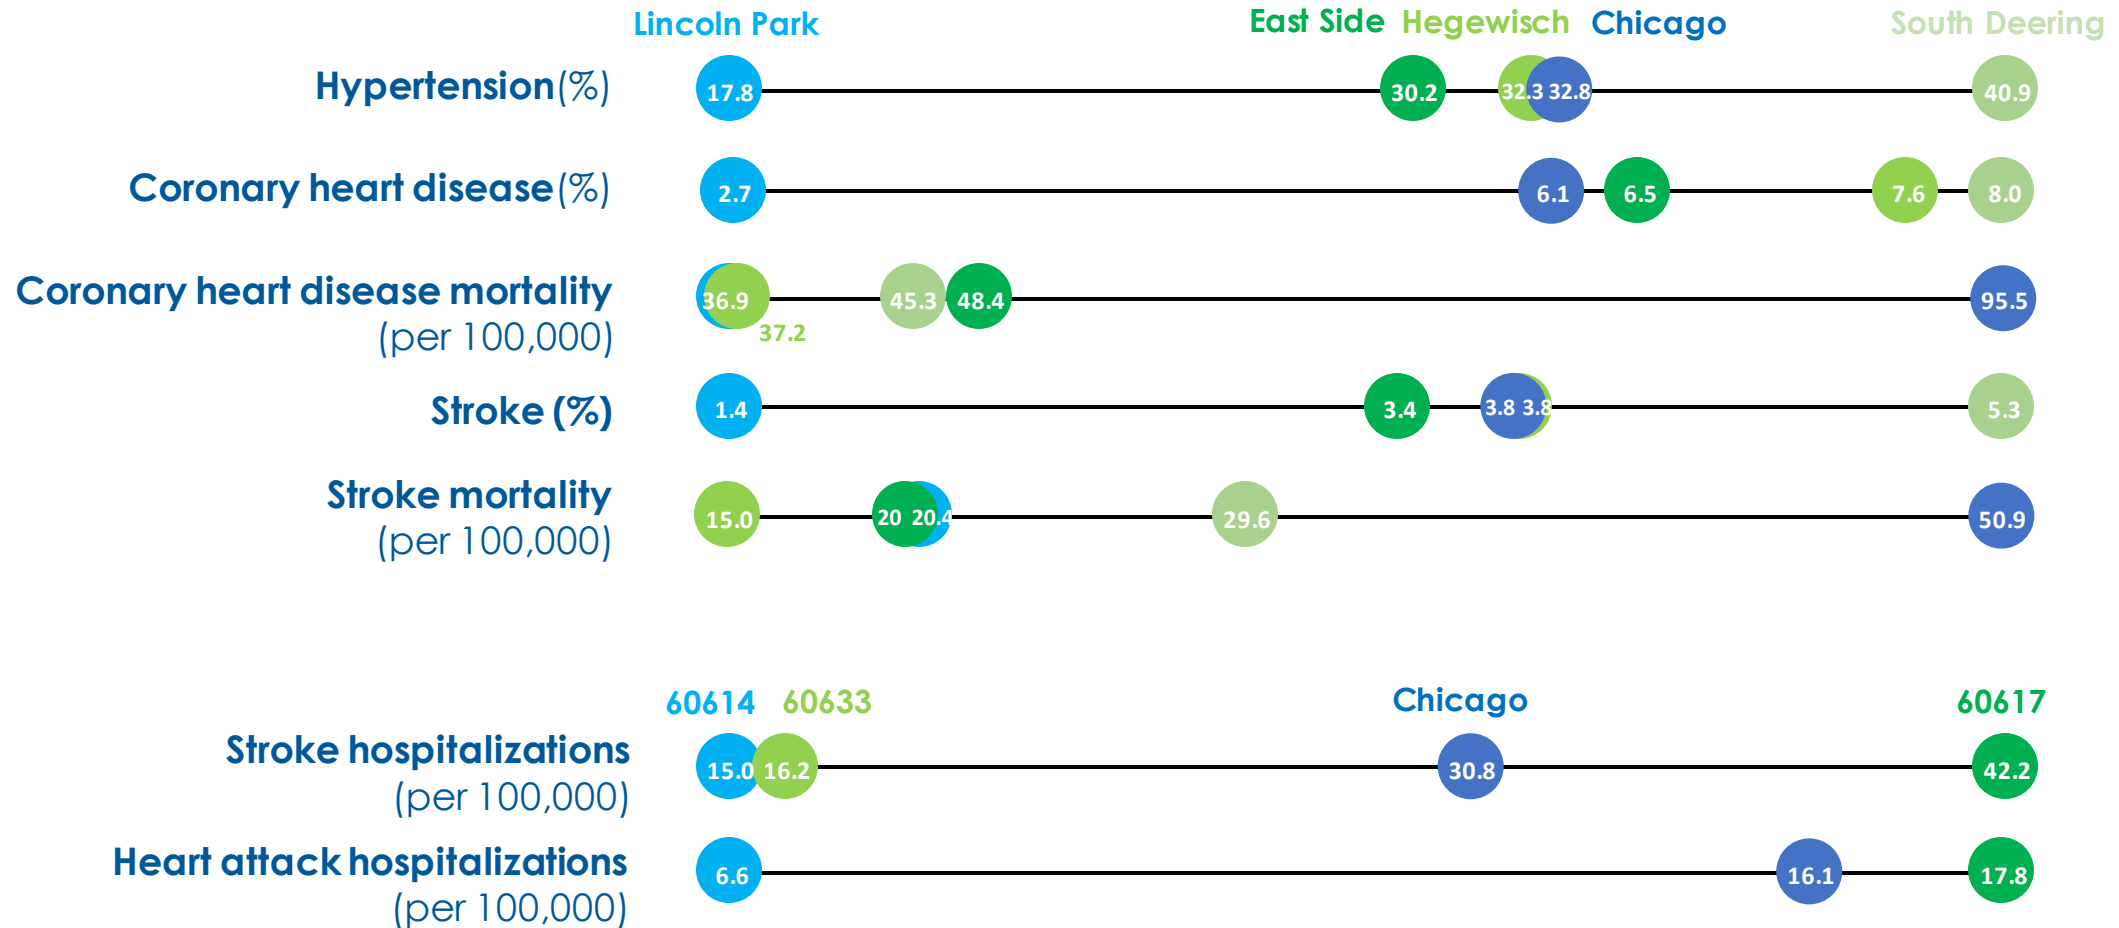 Lincoln Park East Side Hegewisch Chicago South Deering
Hypertension (%) 17.8 30.2 32.3 32.8 40.9
Coronary heart disease (%) 2.7 6.1 6.5 7.6 8.0
Coronary heart disease mortality 36.9 45.3 48.4 95.5
(per 100,000) 37.2
Stroke (%) 1.4 3.4 3.8 3.8 5.3
Stroke mortality 15.0 20 20.4 29.6 50.9
(per 100,000)
60614 60633 Chicago 60617
Stroke hospitalizations 15.0 16.2 30.8 42.2
(per 100,000)
Heart attack hospitalizations 6.6 16.1 17.8
(per 100,000)